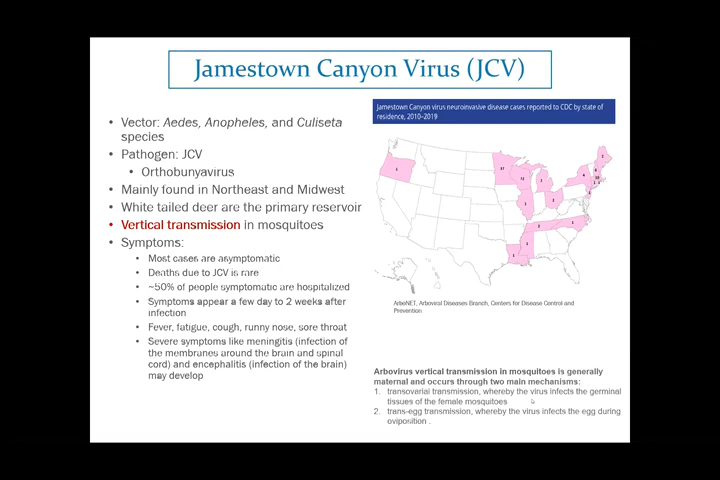 Jamestown Canyon Virus (JCV)
• Vector: Aedes, Anopheles, and Culiseta
species
• Pathogen: JCV
• Orthobunyavirus
• Mainly found in Northeast and Midwest
• White tailed deer are the primary reservoir
• Vertical transmission in mosquitoes
• Symptoms:
• Most cases are asymptomatic
• Deaths due to JCV is rare
• ~50% of people symptomatic are hospitalized
• Symptoms appear a few day to 2 weeks after
infection
• Fever, fatigue, cough, runny nose, sore throat
• Severe symptoms like meningitis (infection of
the membranes around the brain and spinal
cord) and encephalitis (infection of the brain)
may develop
Jamestown Canyon virus neuroinvasive disease cases reported to CDC by state of
residence, 2010–2019
ArboNET, Arboviral Diseases Branch, Centers for Disease Control and
Prevention
Arbovirus vertical transmission in mosquitoes is generally
maternal and occurs through two main mechanisms:
1. transovarial transmission, whereby the virus infects the germinal
tissues of the female mosquitoes
2. trans-egg transmission, whereby the virus infects the egg during
oviposition .